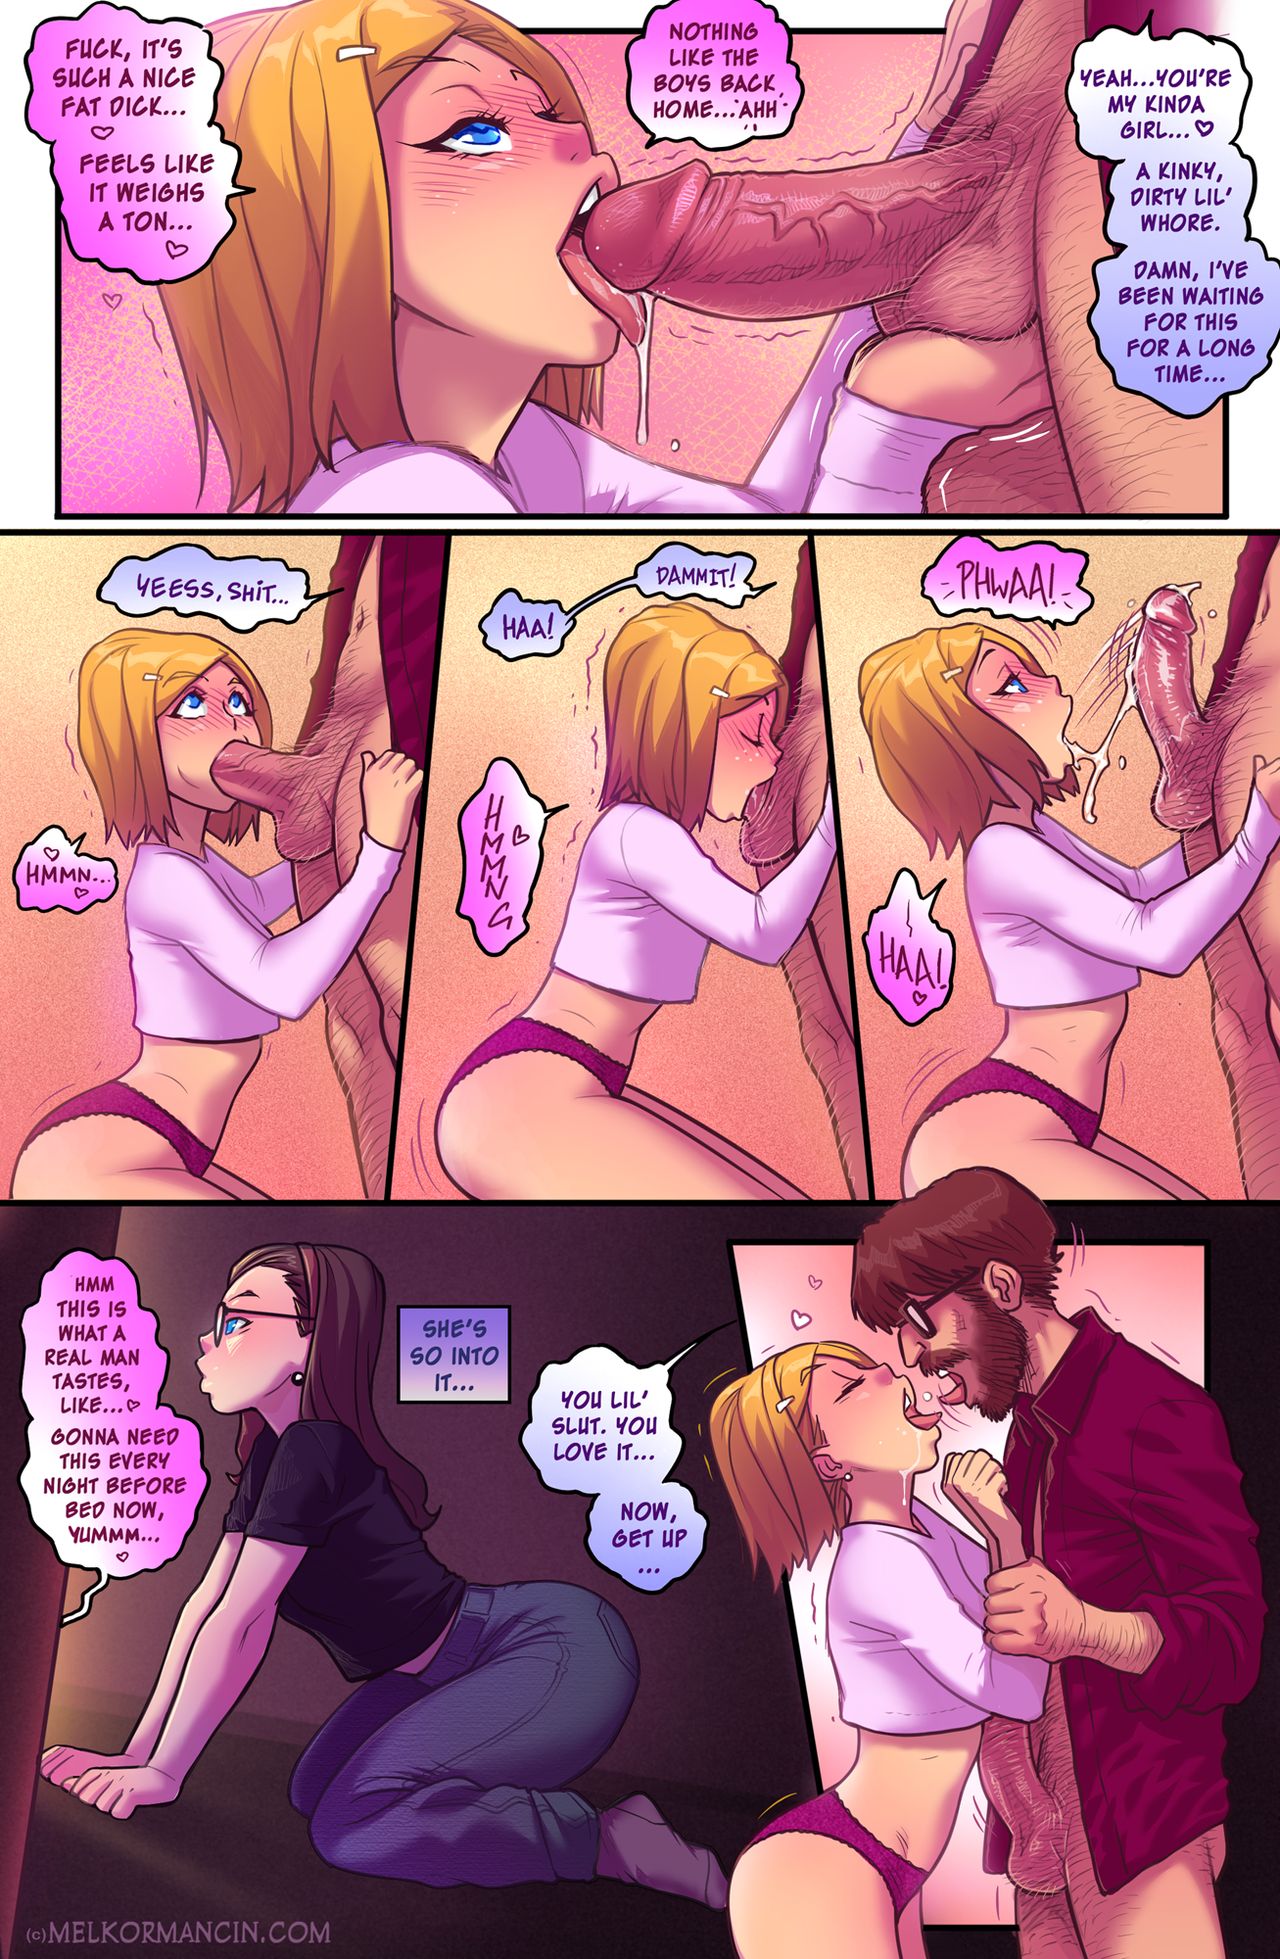 FUCK, IT'S
SUCH A NICE
FAT DICK...
FEELS LIKE
IT WEIGHS
A TON...
NOTHING
LIKE THE
BOYS BACK
HOME...AHH
YEAH...YOU'RE
MY KINDA
GIRL...
A KINKY,
DIRTY LIL'
WHORE.
DAMN, I'VE
BEEN WAITING
FOR THIS
FOR A LONG
TIME...
YEESS, SHIT...
HMMN...
HAA!
DAMMIT!
HMMNG
PHWAA!
HAA!
HMM
THIS IS
WHAT A
REAL MAN
TASTES,
LIKE...
GONNA NEED
THIS EVERY
NIGHT BEFORE
BED NOW,
YUMMM...
SHE'S
SO INTO
IT...
YOU LIL'
SLUT. YOU
LOVE IT...
NOW,
GET UP
...
(c)MELKORMANCIN.COM